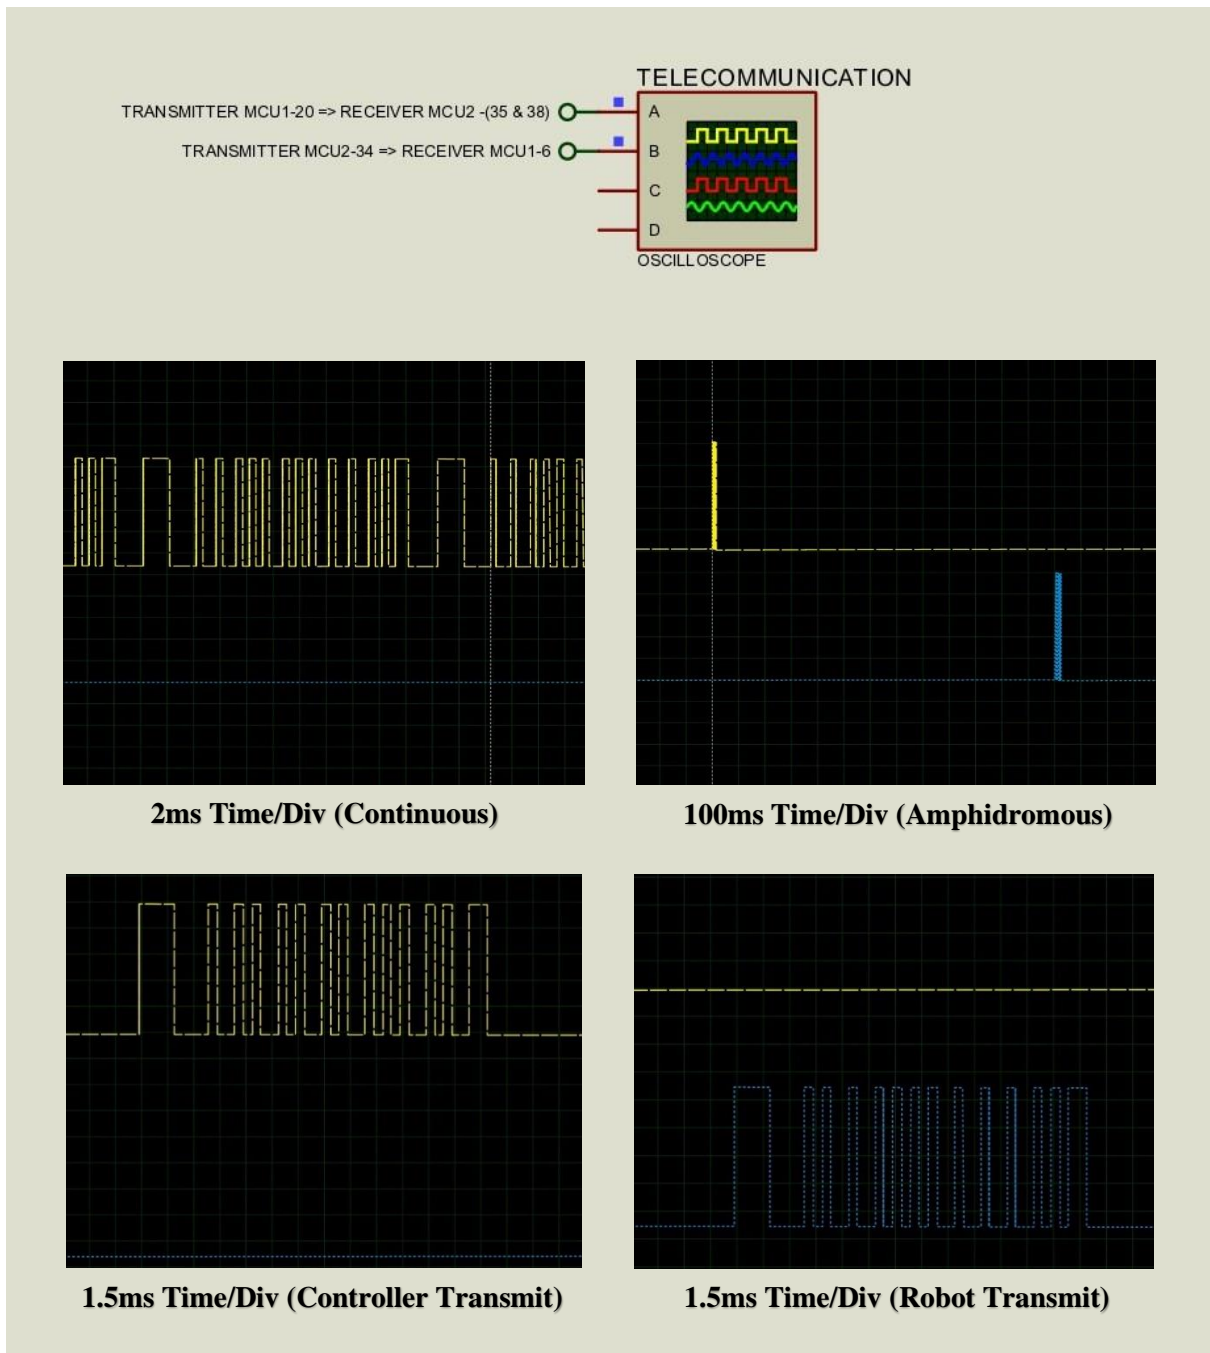 TELECOMMUNICATION
TRANSMITTER MCU1-20 => RECEIVER MCU2 -(35 & 38)
A
TRANSMITTER MCU2-34 => RECEIVER MCU1-6
B
C
D
OSCILLOSCOPE
2ms Time/Div (Continuous)
100ms Time/Div (Amphidromous)
1.5ms Time/Div (Controller Transmit)
1.5ms Time/Div (Robot Transmit)